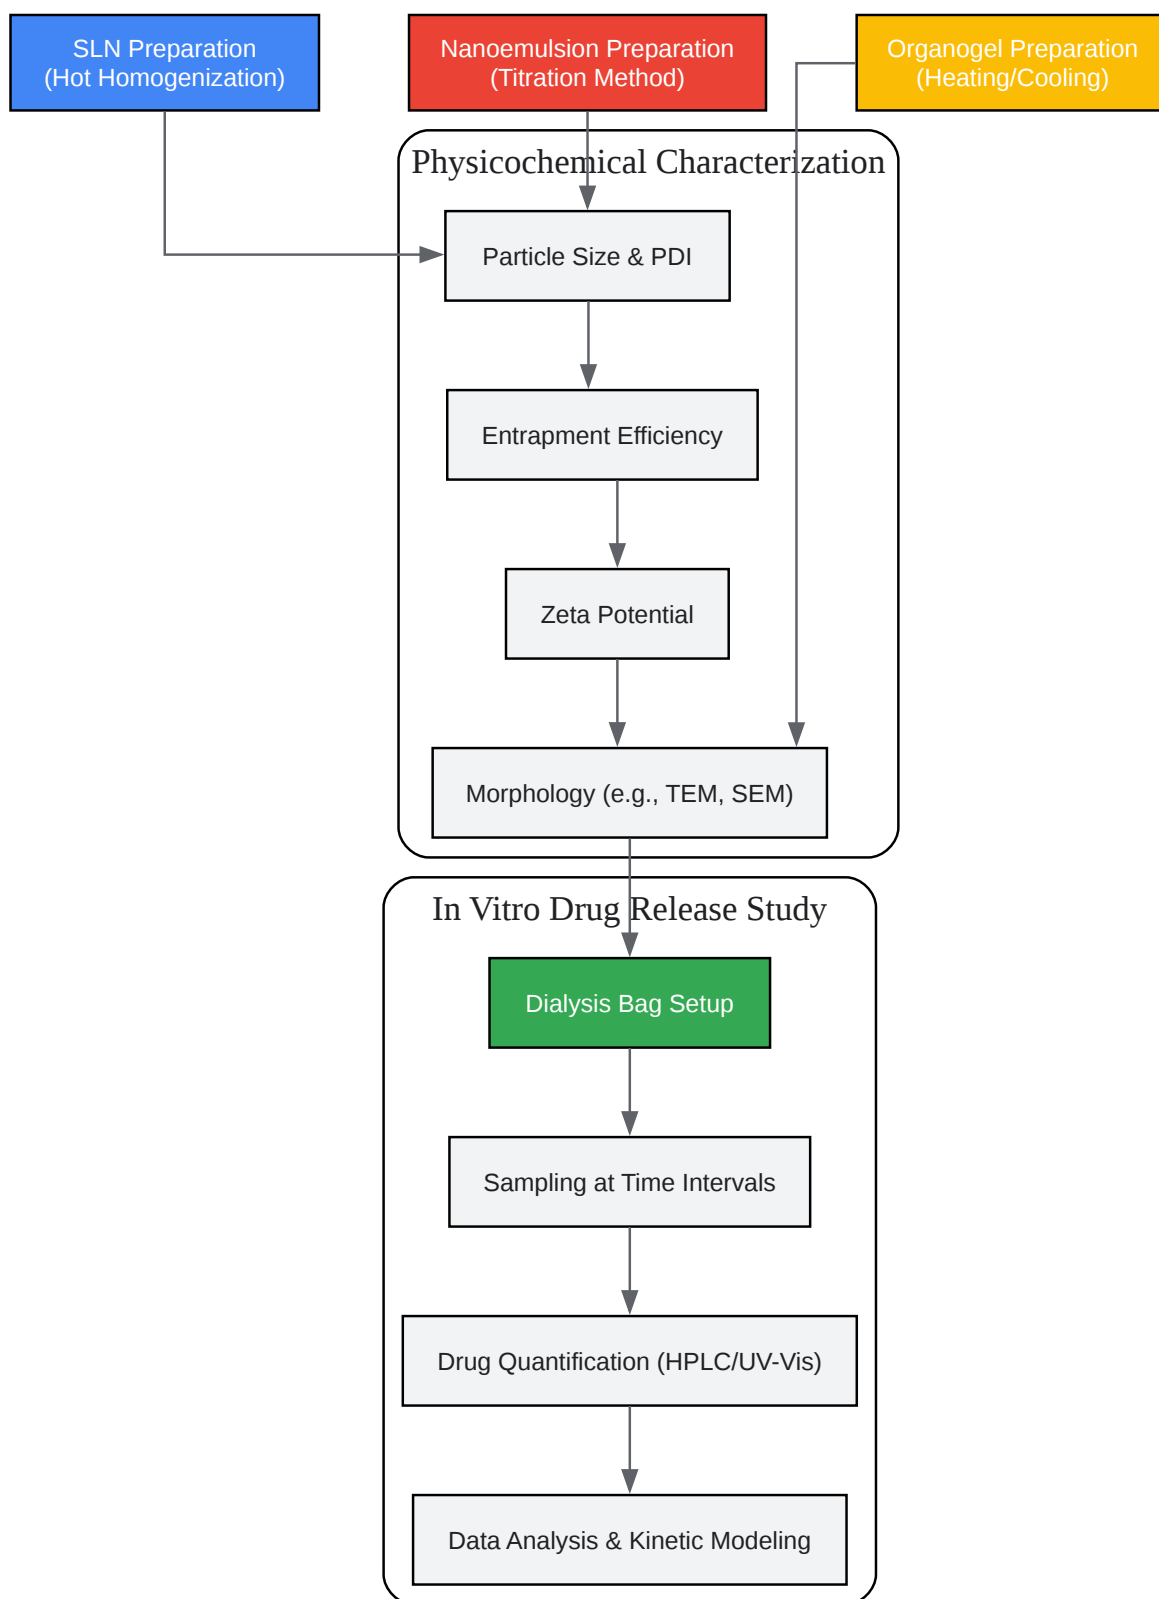 SLN Preparation
(Hot Homogenization)
Nanoemulsion Preparation
(Titration Method)
Organogel Preparation
(Heating/Cooling)
Physicochemical Characterization
Particle Size & PDI
Entrapment Efficiency
Zeta Potential
Morphology (e.g., TEM, SEM)
In Vitro Drug Release Study
Dialysis Bag Setup
Sampling at Time Intervals
Drug Quantification (HPLC/UV-Vis)
Data Analysis & Kinetic Modeling